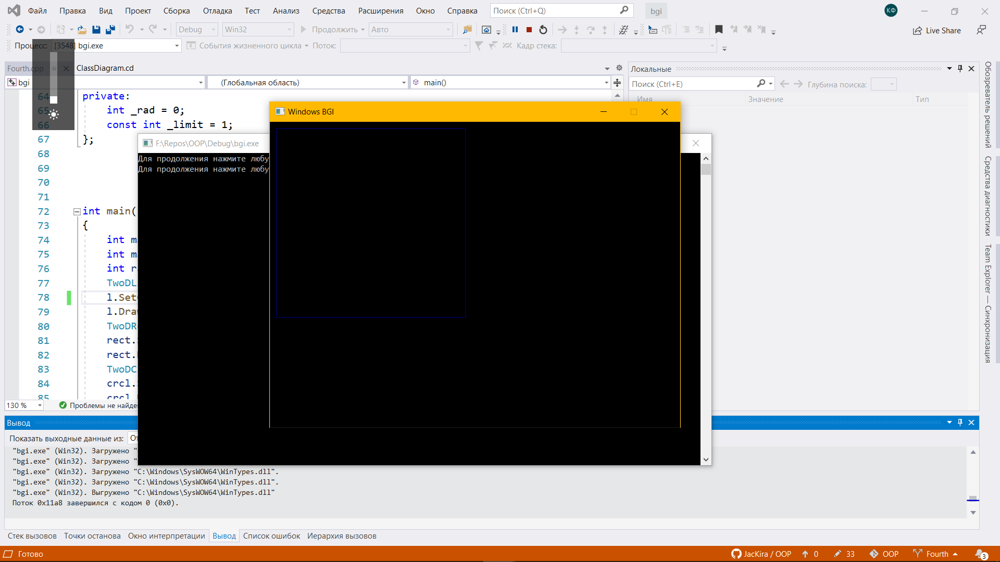 Файл Правка Вид Проект Сборка Отладка Тест Анализ Средства Расширения Окно Справка Поиск (Ctrl+Q) bgi КФ
Debug Win32 Продолжить Авто Live Share
Процесс: [3548] bgi.exe События жизненного цикла Поток: Кадр стека:
Fourth.cpp ClassDiagram.cd
bgi (Глобальная область) main()
64 private:
65 int _rad = 0;
66 const int _limit = 1;
67 };
68
69
70
71
72 int main(
73 {
74 int m
75 int m
76 int r
77 TwoDL
78 l.Set
79 l.Dra
80 TwoDR
81 rect.
82 rect.
83 TwoDC
84 crcl.
85 crcl
130 % Проблемы не найде
Windows BGI
F:\Repos\OOP\Debug\bgi.exe
Для продолжения нажмите любу
Для продолжения нажмите любу
Локальные
Поиск (Ctrl+E) Глубина поиска:
Имя Значение Тип
Обозреватель решений
Средства диагностики
Team Explorer — Синхронизация
Вывод
Показать выходные данные из: От
"bgi.exe" (Win32). Загружено "
"bgi.exe" (Win32). Загружено "
"bgi.exe" (Win32). Загружено "C:\Windows\SysWOW64\WinTypes.dll".
"bgi.exe" (Win32). Загружено "C:\Windows\SysWOW64\WinTypes.dll".
"bgi.exe" (Win32). Выгружено "C:\Windows\SysWOW64\WinTypes.dll"
Поток 0x11a8 завершился с кодом 0 (0x0).
Стек вызовов Точки останова Окно интерпретации Вывод Список ошибок Иерархия вызовов
Готово JacKira / OOP 0 33 OOP Fourth 3